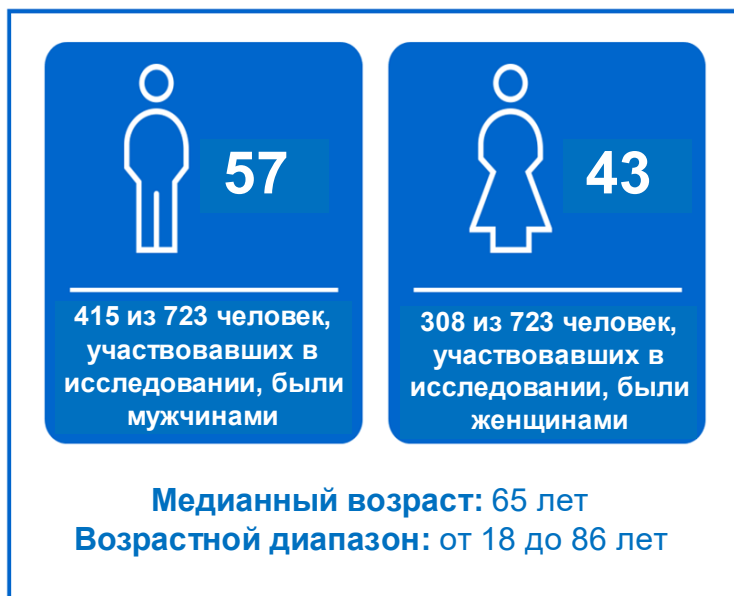 57
415 из 723 человек,
участвовавших в
исследовании, были
мужчинами
43
308 из 723 человек,
участвовавших в
исследовании, были
женщинами
Медианный возраст: 65 лет
Возрастной диапазон: от 18 до 86 лет